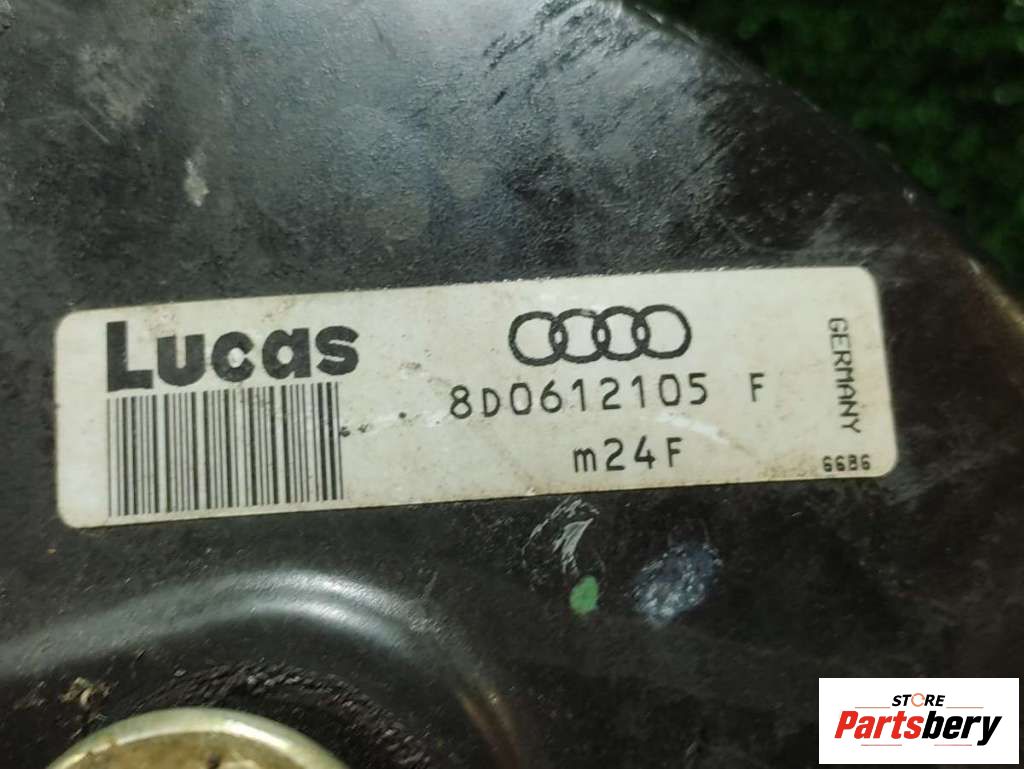 Lucas
8D0612105 F
m24F
GERMANY
6686
STORE
Partsbery